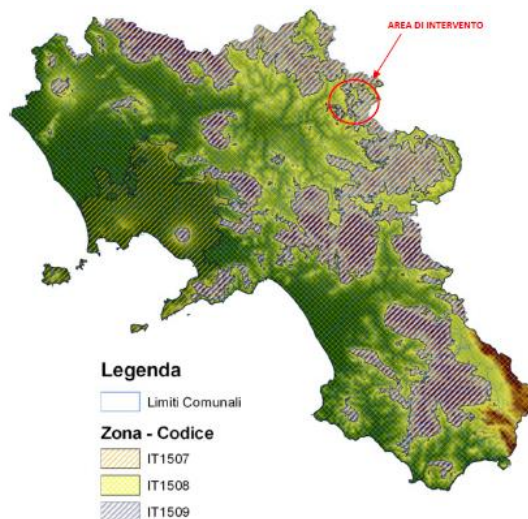 AREA DI INTERVENTO
Legenda
Limiti Comunali
Zona - Codice
IT1507
IT1508
IT1509